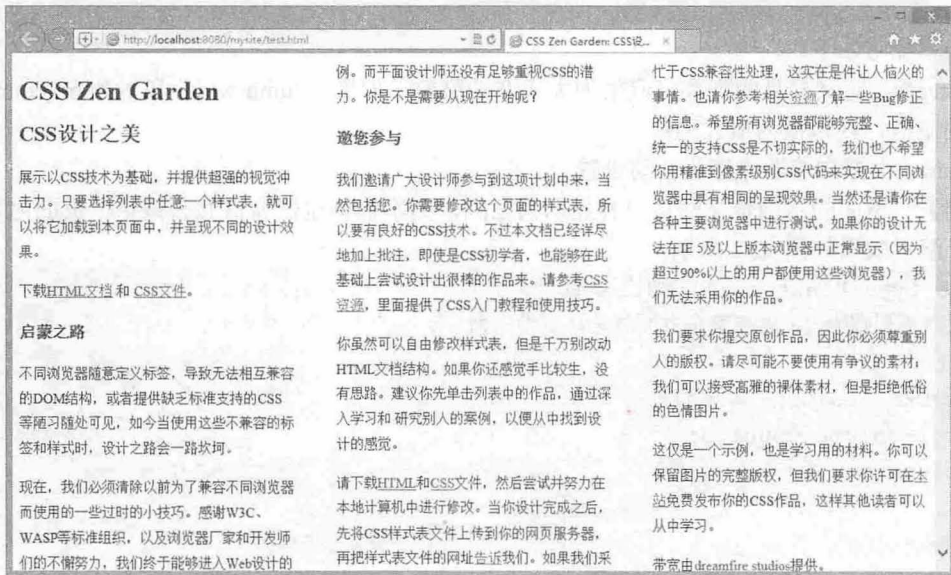 http://localhost:8080/mysite/test.html
CSS Zen Garden: CSS设...
CSS Zen Garden
CSS设计之美
展示以CSS技术为基础，并提供超强的视觉冲
击力。只要选择列表中任意一个样式表，就可
以将它加载到本页面中，并呈现不同的设计效
果。
下载HTML文档 和 CSS文件。
启蒙之路
不同浏览器随意定义标签，导致无法相互兼容
的DOM结构，或者提供缺乏标准支持的CSS
等陋习随处可见，如今当使用这些不兼容的标
签和样式时，设计之路会一路坎坷。
现在，我们必须清除以前为了兼容不同浏览器
而使用的一些过时的小技巧。感谢W3C、
WASP等标准组织，以及浏览器厂家和开发师
们的不懈努力，我们终于能够进入Web设计的
例。而平面设计师还没有足够重视CSS的潜
力。你是不是需要从现在开始呢？
邀您参与
我们邀请广大设计师参与到这项计划中来，当
然包括您。你需要修改这个页面的样式表，所
以要有良好的CSS技术。不过本文档已经详尽
地加上批注，即使是CSS初学者，也能够在此
基础上尝试设计出很棒的作品来。请参考CSS
资源，里面提供了CSS入门教程和使用技巧。
你虽然可以自由修改样式表，但是千万别改动
HTML文档结构。如果你还感觉手比较生，没
有思路。建议你先单击列表中的作品，通过深
入学习和 研究别人的案例，以便从中找到设
计的感觉。
请下载HTML和CSS文件，然后尝试并努力在
本地计算机中进行修改。当你设计完成之后，
先将CSS样式表文件上传到你的网页服务器，
再把样式表文件的网址告诉我们。如果我们采
忙于CSS兼容性处理，这实在是件让人恼火的
事情。也请你参考相关资源了解一些Bug修正
的信息。希望所有浏览器都能够完整、正确、
统一的支持CSS是不切实际的，我们也不希望
你用精准到像素级别CSS代码来实现在不同浏
览器中具有相同的呈现效果。当然还是请你在
各种主要浏览器中进行测试。如果你的设计无
法在IE 5及以上版本浏览器中正常显示（因为
超过90%以上的用户都使用这些浏览器），我
们无法采用你的作品。
我们要求你提交原创作品，因此你必须尊重别
人的版权。请尽可能不要使用有争议的素材；
我们可以接受高雅的裸体素材，但是拒绝低俗
的色情图片。
这仅是一个示例，也是学习用的材料。你可以
保留图片的完整版权，但我们要求你许可在本
站免费发布你的CSS作品，这样其他读者可以
从中学习。
带宽由dreamfire studios提供。